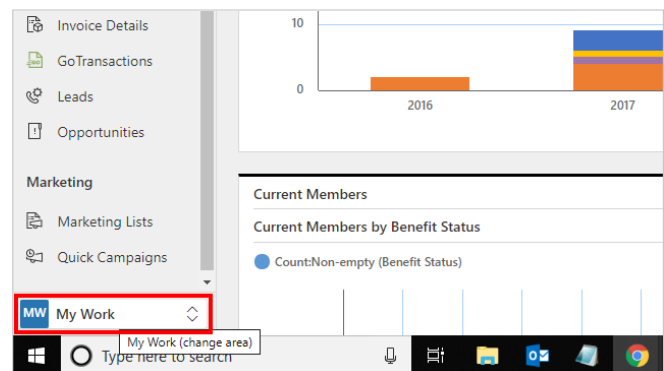 Invoice Details
GoTransactions
Leads
Opportunities
Marketing
Marketing Lists
Quick Campaigns
MW My Work
My Work (change area)
Type here to search
10
0
2016 2017
Current Members
Current Members by Benefit Status
Count:Non-empty (Benefit Status)